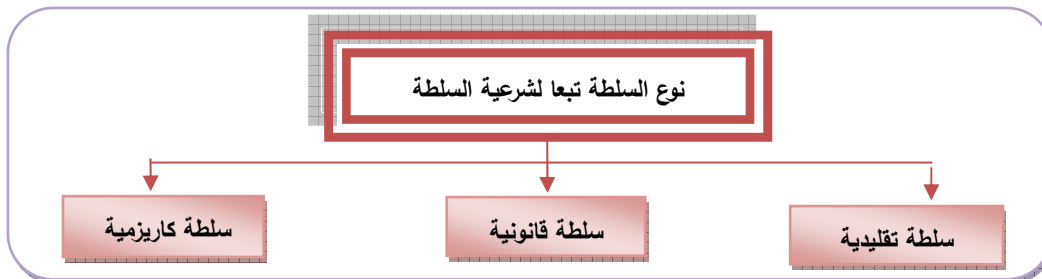 نوع السلطة تبعا لشرعية السلطة
سلطة تقليدية
سلطة قانونية
سلطة كاريزمية